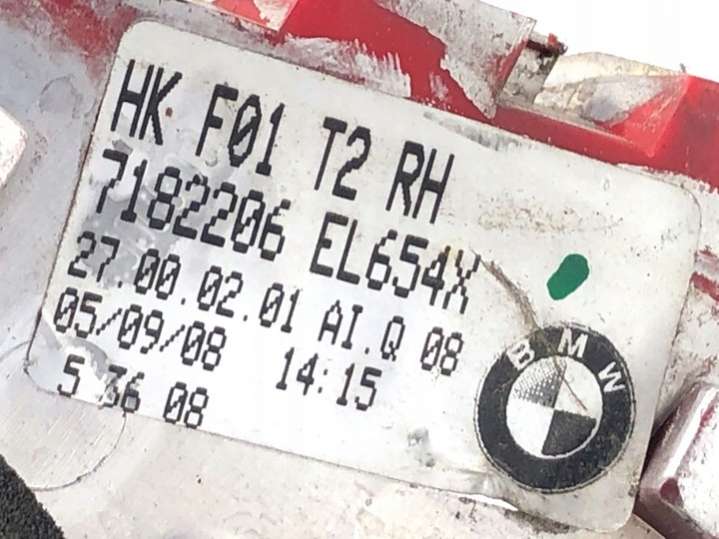 HK F01 T2 RH
7182206 EL654X
27.00.02.01 AI.Q 08
05/09/08 14:15
5 36 08
BMW